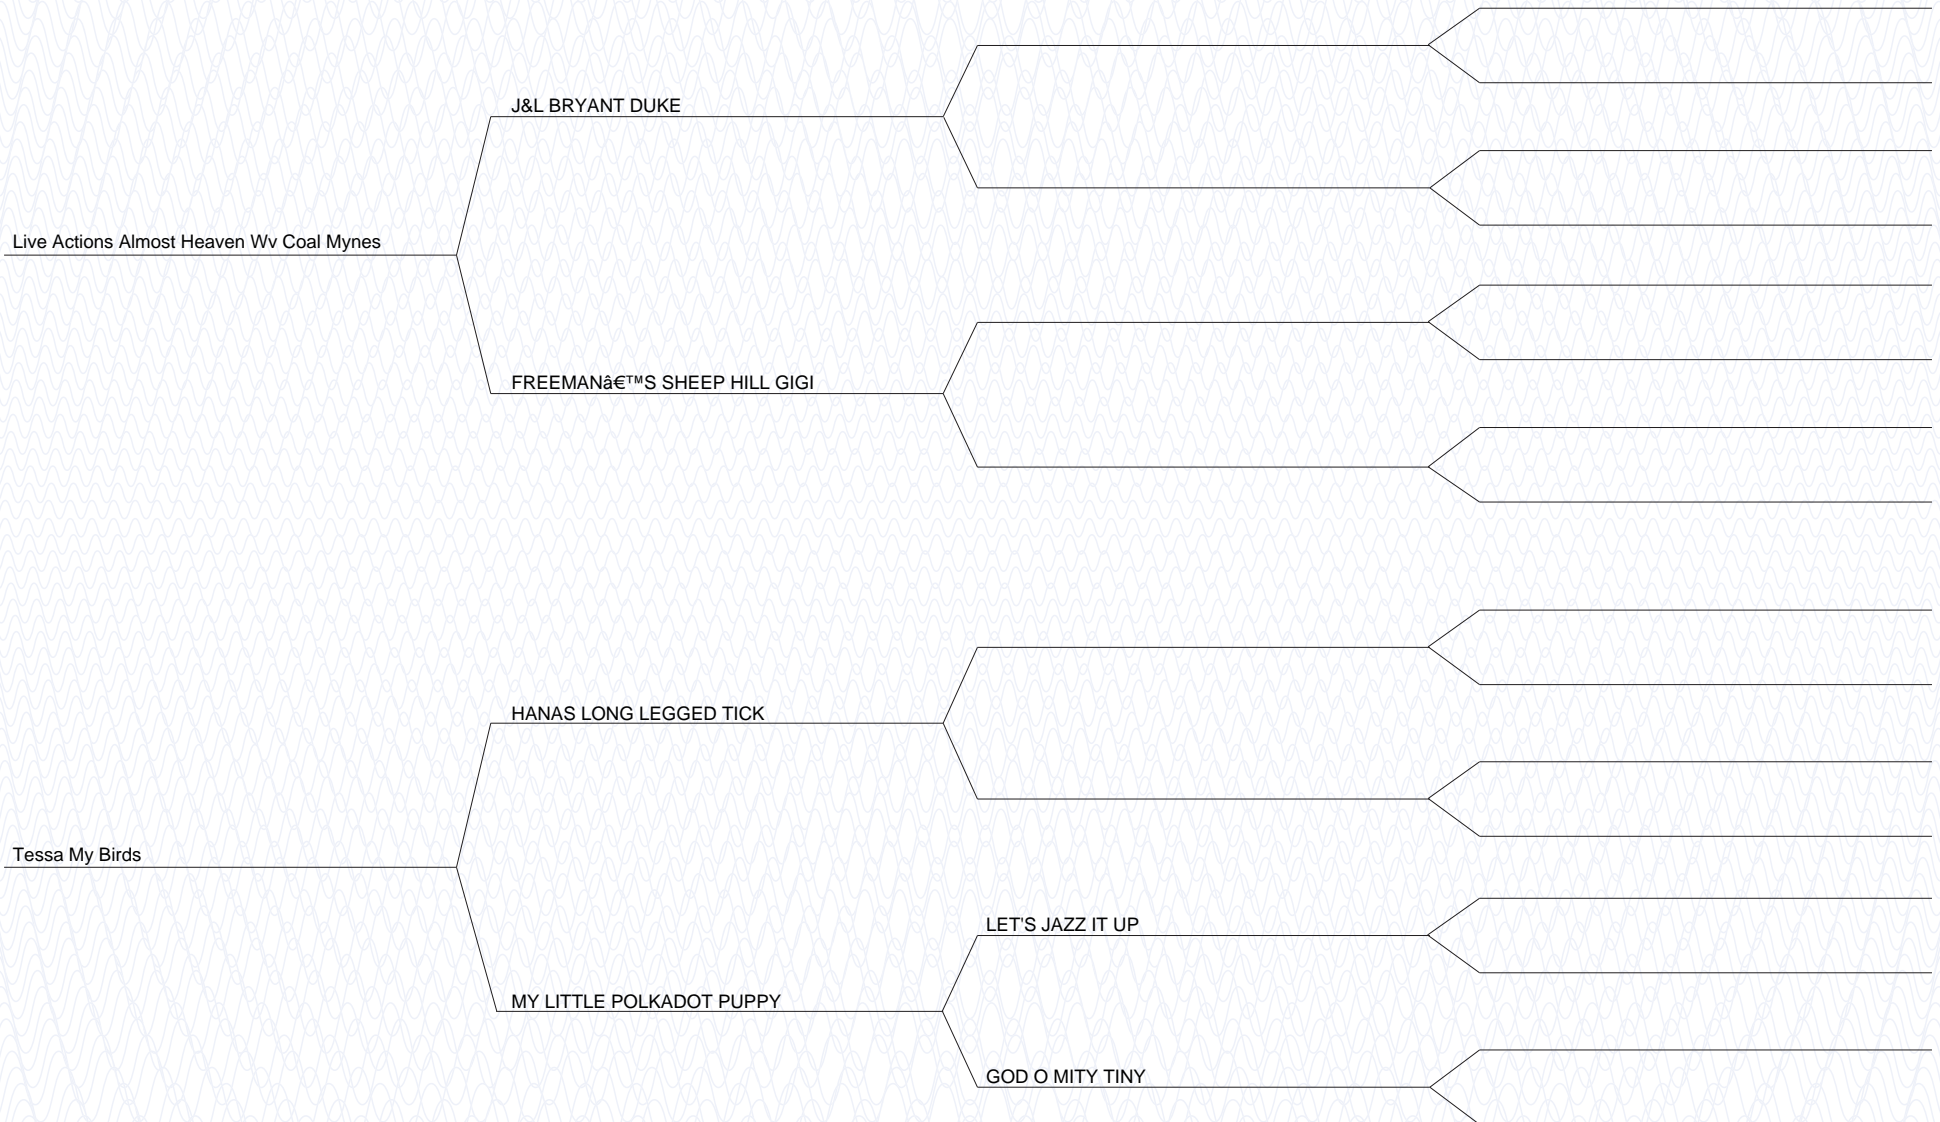 J&L BRYANT DUKE
Live Actions Almost Heaven Wv Coal Mynes
FREEMANâ€™S SHEEP HILL GIGI
HANAS LONG LEGGED TICK
Tessa My Birds
LET'S JAZZ IT UP
MY LITTLE POLKADOT PUPPY
GOD O MITY TINY